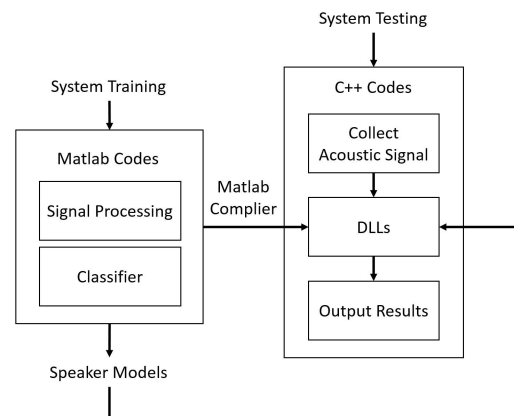 System Testing
System Training
C++ Codes
Matlab Codes
Collect
Acoustic Signal
Signal Processing
Matlab
Complier
DLLs
Classifier
Output Results
Speaker Models